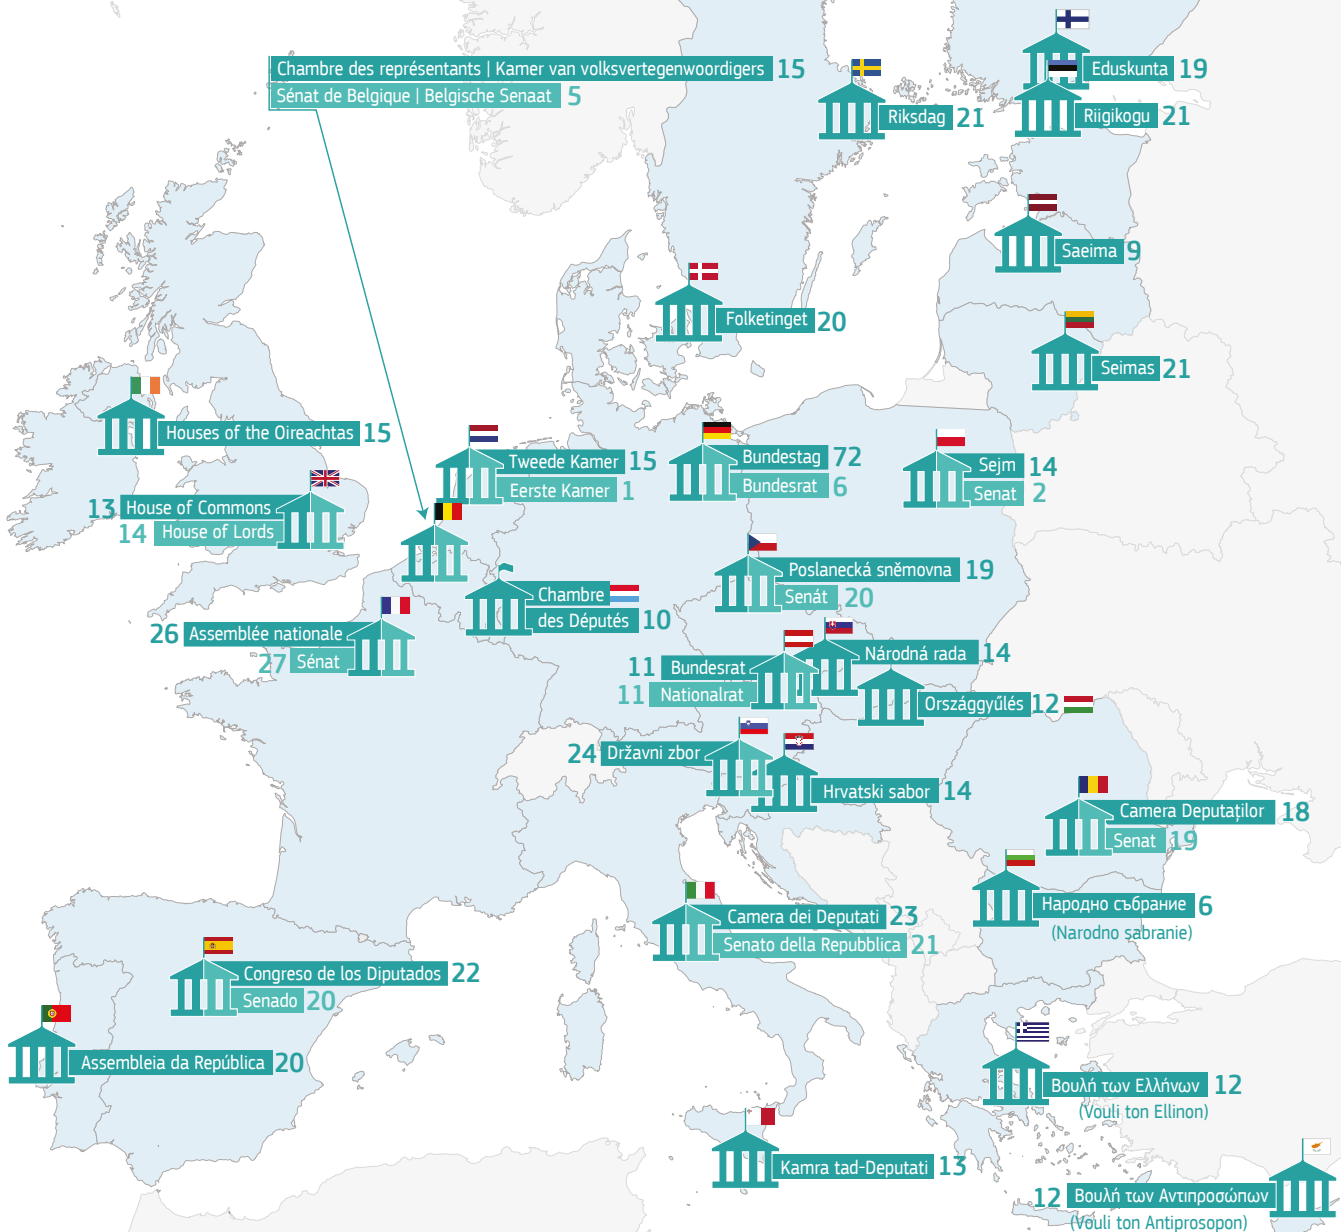 Chambre des représentants | Kamer van volksvertegenwoordigers 15
Sénat de Belgique | Belgische Senaat 5
Eduskunta 19
Riksdag 21
Riigikogu 21
Saeima 9
Folketinget 20
Seimas 21
Houses of the Oireachtas 15
Tweede Kamer 15
Eerste Kamer 1
Bundestag 72
Bundesrat 6
Sejm 14
Senat 2
13 House of Commons
14 House of Lords
Poslanecká sněmovna 19
Senát 20
Chambre
des Députés 10
26 Assemblée nationale
27 Sénat
Národná rada 14
11 Bundesrat
11 Nationalrat
Országgyűlés 12
24 Državni zbor
Hrvatski sabor 14
Camera Deputaților 18
Senat 19
Народно събрание 6
(Narodno sabranie)
Camera dei Deputati 23
Senato della Repubblica 21
Congreso de los Diputados 22
Senado 20
Assembleia da República 20
Βουλή των Ελλήνων 12
(Vouli ton Ellinon)
Kamra tad-Deputati 13
12 Βουλή των Αντιπροσώπων
(Vouli ton Antiprosopon)